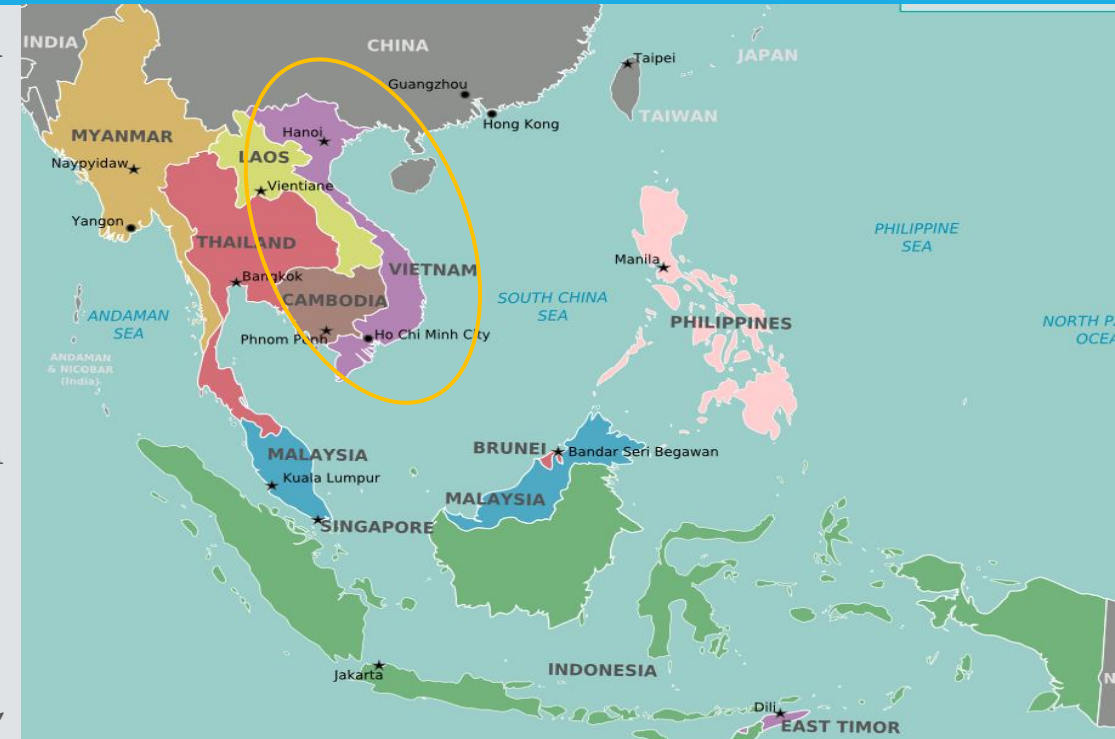 INDIA
CHINA
JAPAN
Taipei
Guangzhou
TAIWAN
Hong Kong
MYANMAR
Hanoi
LAOS
Naypyidaw
Vientiane
Yangon
THAILAND
PHILIPPINE
SEA
Manila
VIETNAM
Bangkok
CAMBODIA
SOUTH CHINA
SEA
ANDAMAN
SEA
PHILIPPINES
NORTH P
OCEA
Phnom Penh
Ho Chi Minh City
ANDAMAN
& NICOBAR
(India)
BRUNEI
Bandar Seri Begawan
MALAYSIA
Kuala Lumpur
MALAYSIA
SINGAPORE
INDONESIA
Jakarta
N
Dili
EAST TIMOR